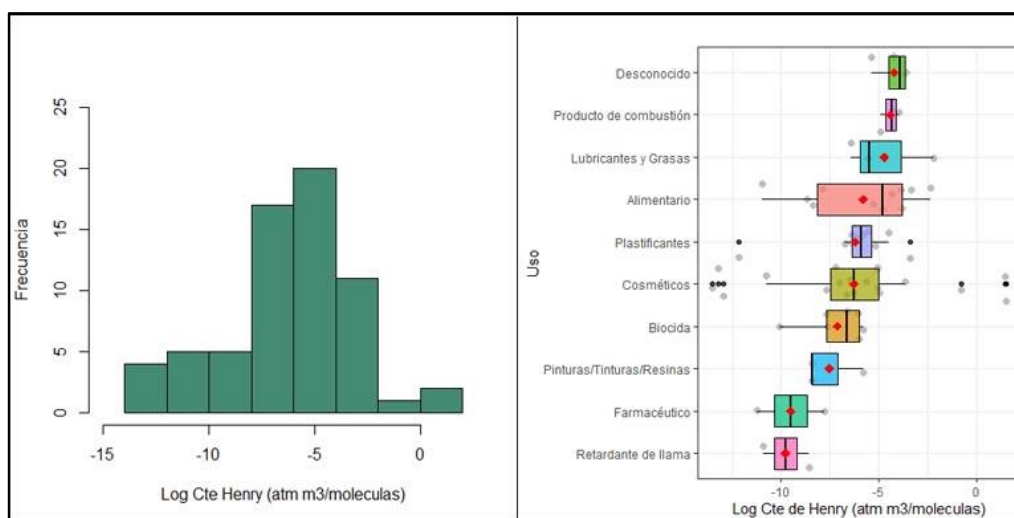 Frecuencia
25
20
15
10
5
0
-15
-10
-5
0
Log Cte Henry (atm m3/moleculas)
Uso
Desconocido
Producto de combustión
Lubricantes y Grasas
Alimentario
Plastificantes
Cosméticos
Biocida
Pinturas/Tinturas/Resinas
Farmacéutico
Retardante de llama
-10
-5
0
Log Cte de Henry (atm m3/moleculas)